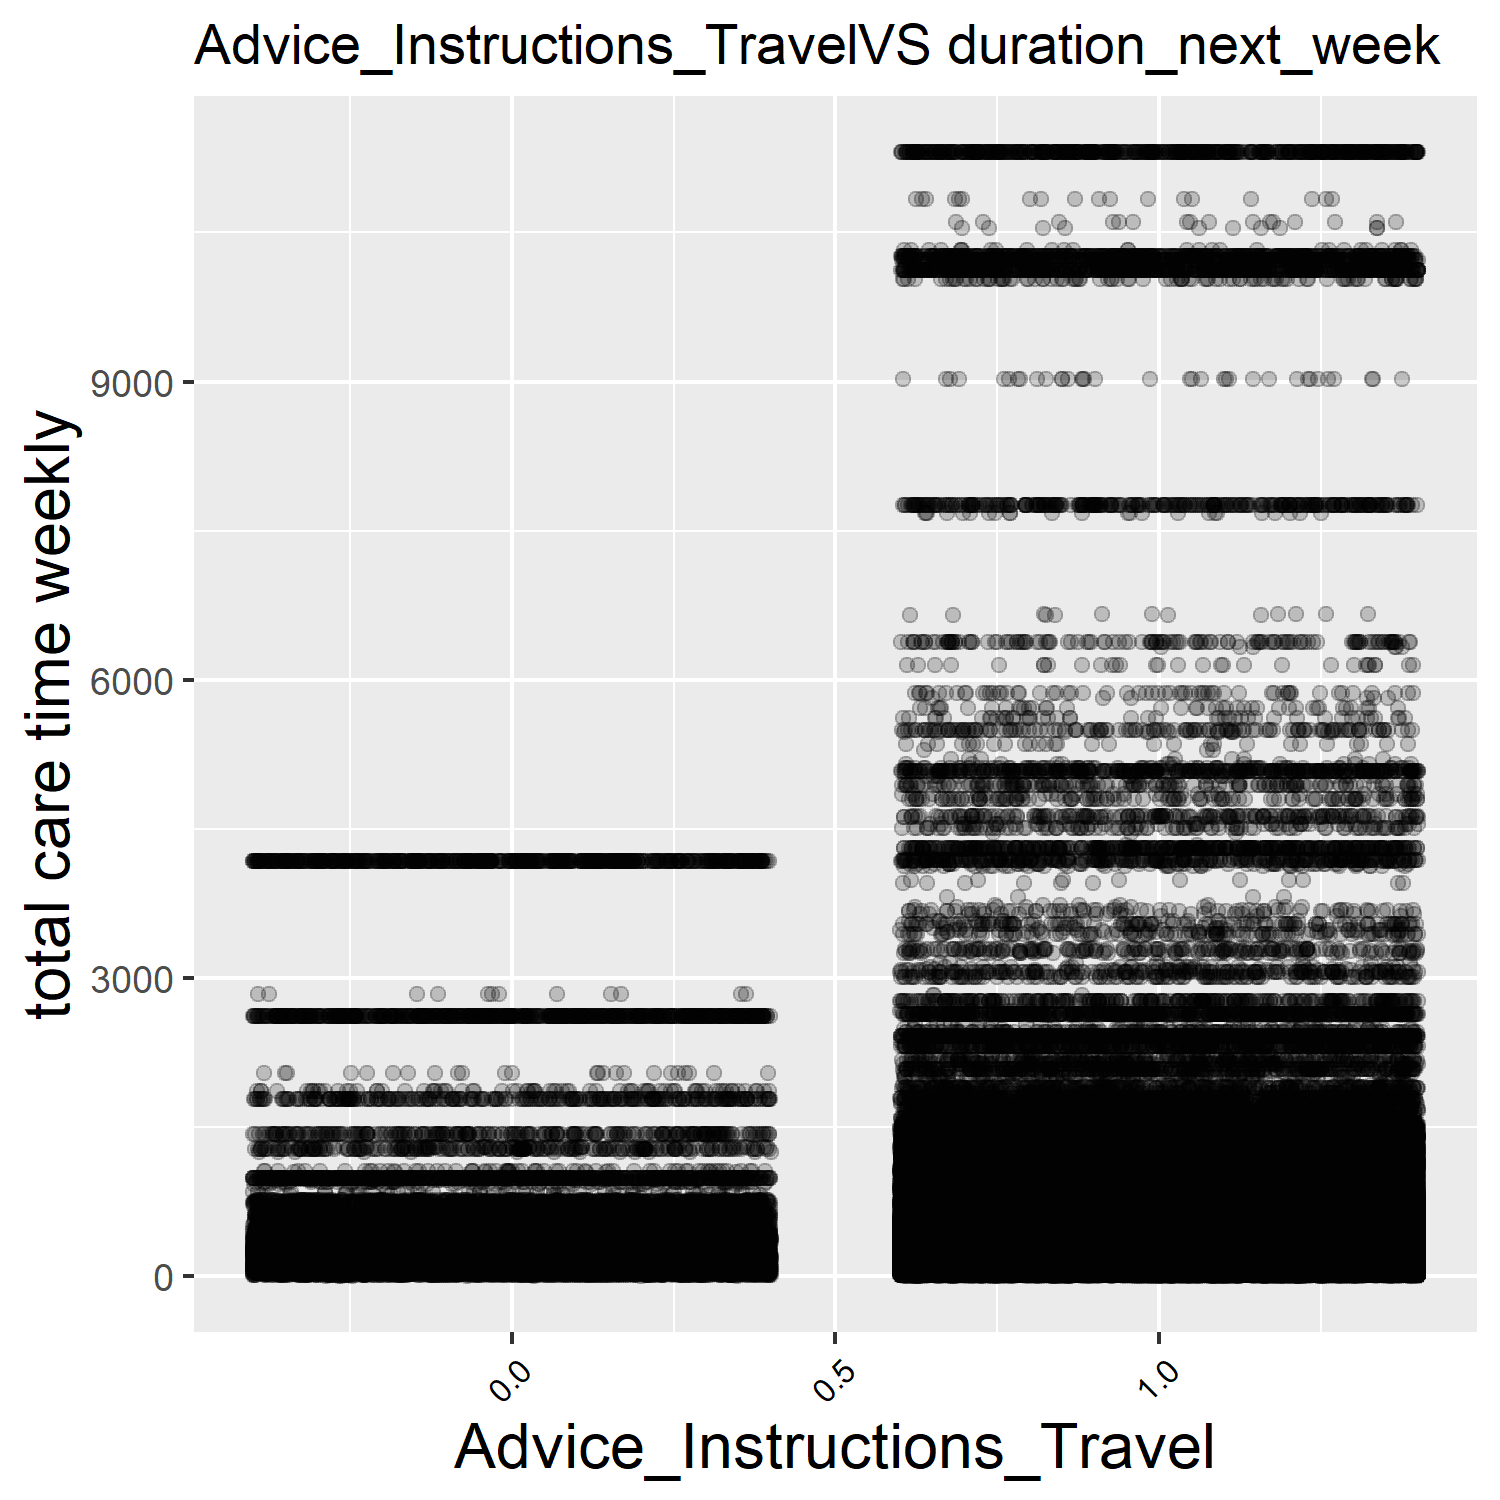 Advice_Instructions_TravelVS duration_next_week
total care time weekly
9000
6000
3000
0
0.0
0.5
1.0
Advice_Instructions_Travel